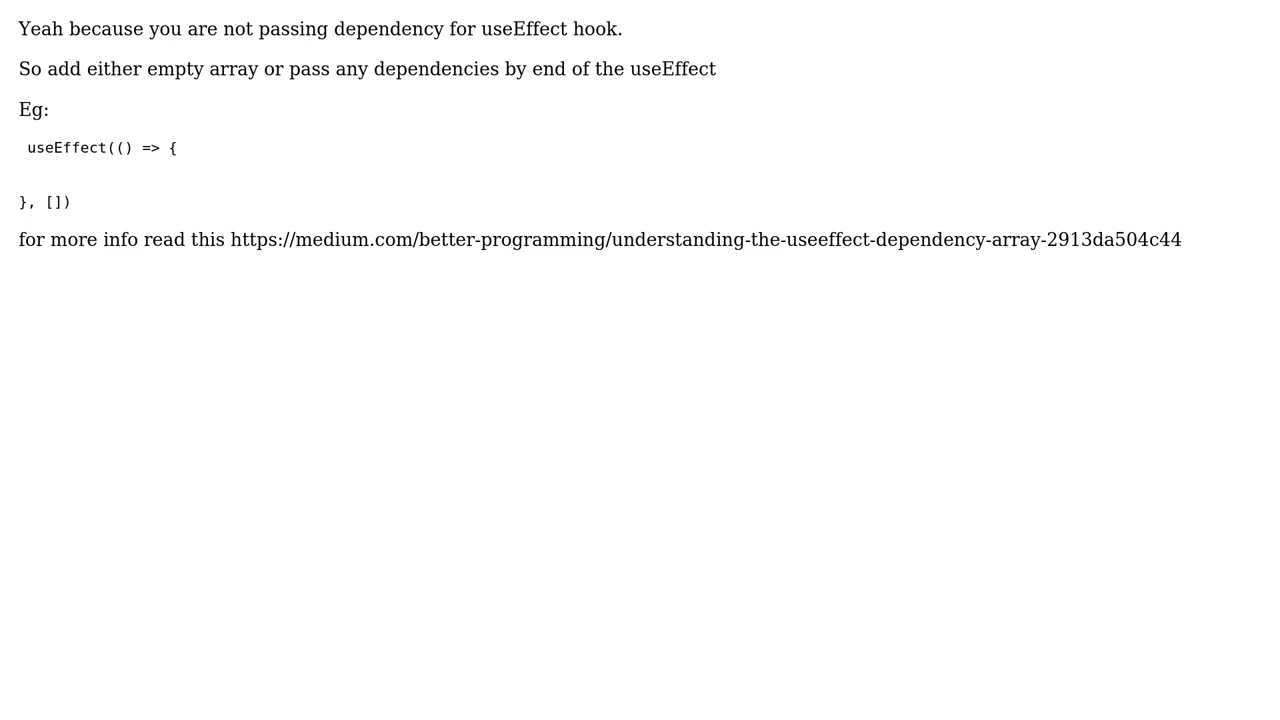 Yeah because you are not passing dependency for useEffect hook.
So add either empty array or pass any dependencies by end of the useEffect
Eg:
useEffect(() => {
}, [])
for more info read this https://medium.com/better-programming/understanding-the-useeffect-dependency-array-2913da504c44